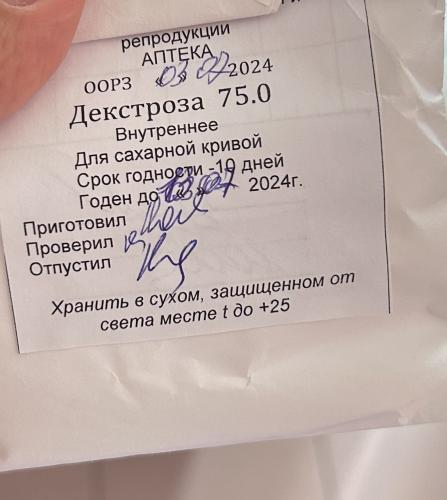 репродукции
АПТЕКА
ООРЗ «03» 07 2024
Декстроза 75.0
Внутреннее
Для сахарной кривой
Срок годности -10 дней
Годен до «13» 07 2024г.
Приготовил
Проверил
Отпустил
Хранить в сухом, защищенном от
света месте t до +25